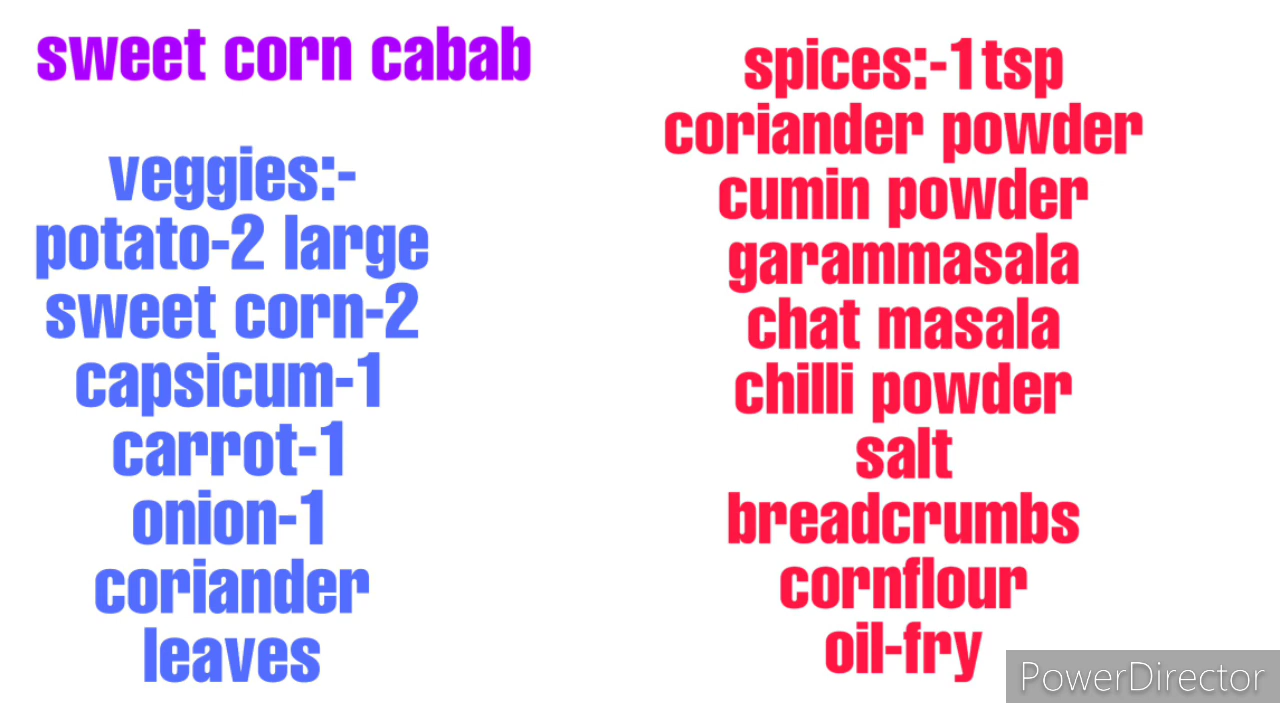 sweet corn cabab
veggies:-
potato-2 large
sweet corn-2
capsicum-1
carrot-1
onion-1
coriander
leaves
spices:-1tsp
coriander powder
cumin powder
garammasala
chat masala
chilli powder
salt
breadcrumbs
cornflour
oil-fry
PowerDirector